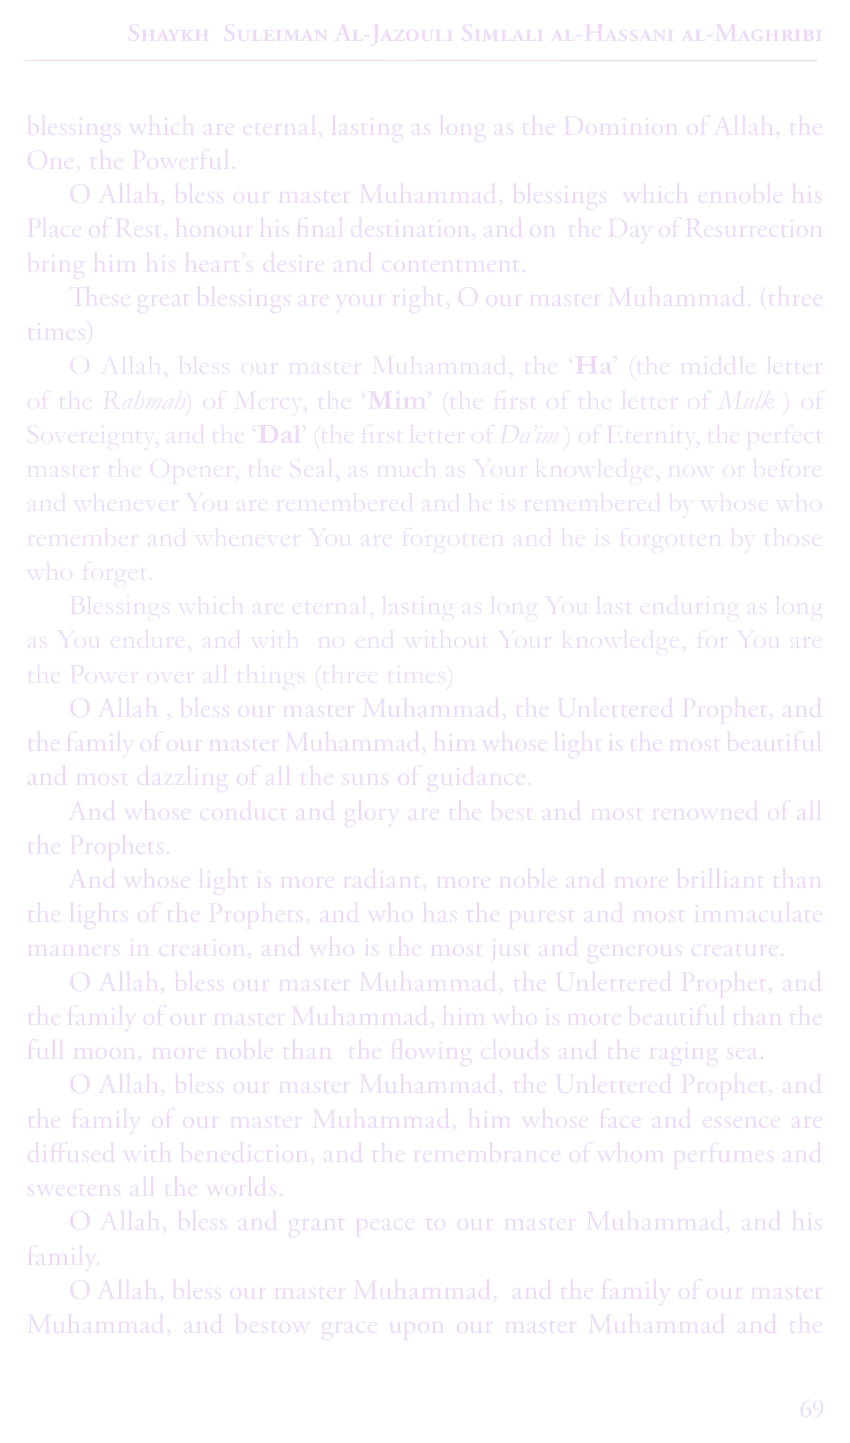 Shaykh Suleiman Al-Jazouli Simlali al-Hassani al-Maghribi
blessings which are eternal, lasting as long as the Dominion of Allah, the
One, the Powerful.
O Allah, bless our master Muhammad, blessings which ennoble his
Place of Rest, honour his final destination, and on the Day of Resurrection
bring him his heart’s desire and contentment.
These great blessings are your right, O our master Muhammad. (three
times)
O Allah, bless our master Muhammad, the ‘Ha’ (the middle letter
of the Rahmah) of Mercy, the ‘Mim’ (the first of the letter of Mulk ) of
Sovereignty, and the ‘Dal’ (the first letter of Da’im ) of Eternity, the perfect
master the Opener, the Seal, as much as Your knowledge, now or before
and whenever You are remembered and he is remembered by whose who
remember and whenever You are forgotten and he is forgotten by those
who forget.
Blessings which are eternal, lasting as long You last enduring as long
as You endure, and with no end without Your knowledge, for You are
the Power over all things (three times)
O Allah , bless our master Muhammad, the Unlettered Prophet, and
the family of our master Muhammad, him whose light is the most beautiful
and most dazzling of all the suns of guidance.
And whose conduct and glory are the best and most renowned of all
the Prophets.
And whose light is more radiant, more noble and more brilliant than
the lights of the Prophets, and who has the purest and most immaculate
manners in creation, and who is the most just and generous creature.
O Allah, bless our master Muhammad, the Unlettered Prophet, and
the family of our master Muhammad, him who is more beautiful than the
full moon, more noble than the flowing clouds and the raging sea.
O Allah, bless our master Muhammad, the Unlettered Prophet, and
the family of our master Muhammad, him whose face and essence are
diffused with benediction, and the remembrance of whom perfumes and
sweetens all the worlds.
O Allah, bless and grant peace to our master Muhammad, and his
family.
O Allah, bless our master Muhammad, and the family of our master
Muhammad, and bestow grace upon our master Muhammad and the
69